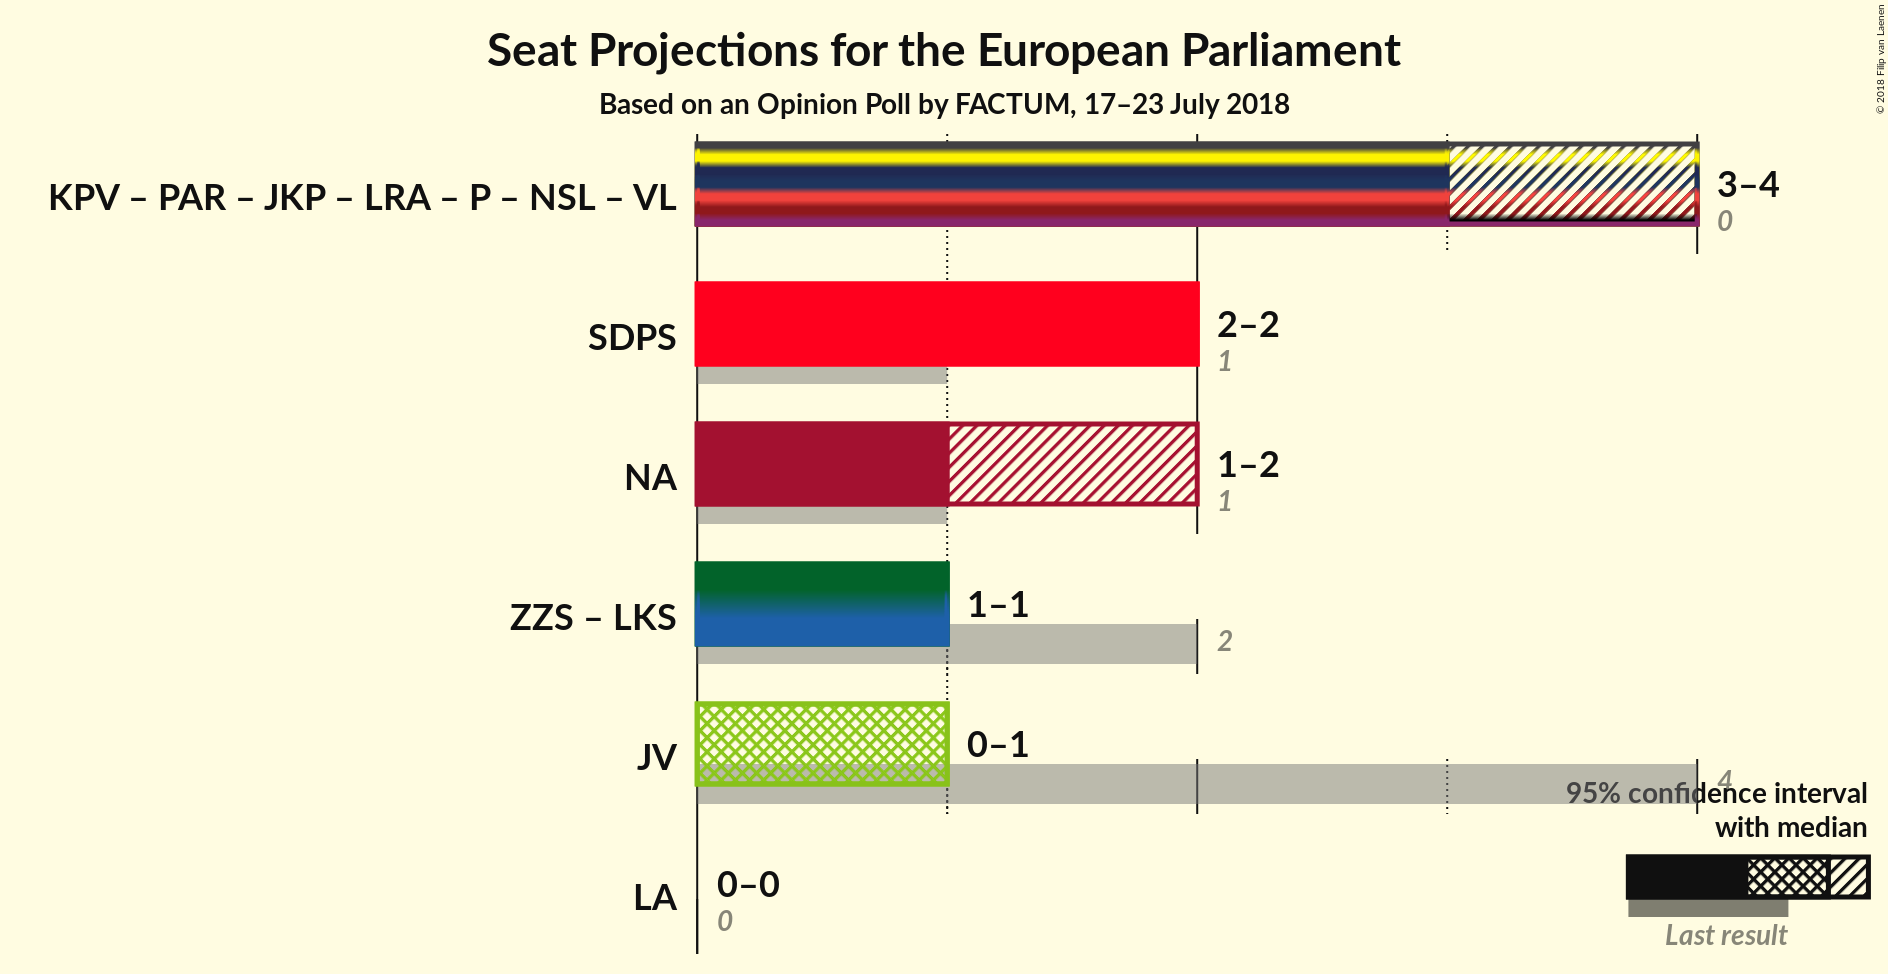 Seat Projections for the European Parliament
Based on an Opinion Poll by FACTUM, 17–23 July 2018
© 2018 Filip van Laenen
KPV – PAR – JKP – LRA – P – NSL – VL
3–4
0
SDPS
2–2
1
NA
1–2
1
ZZS – LKS
1–1
2
JV
0–1
4
95% confidence interval
with median
Last result
LA
0–0
0